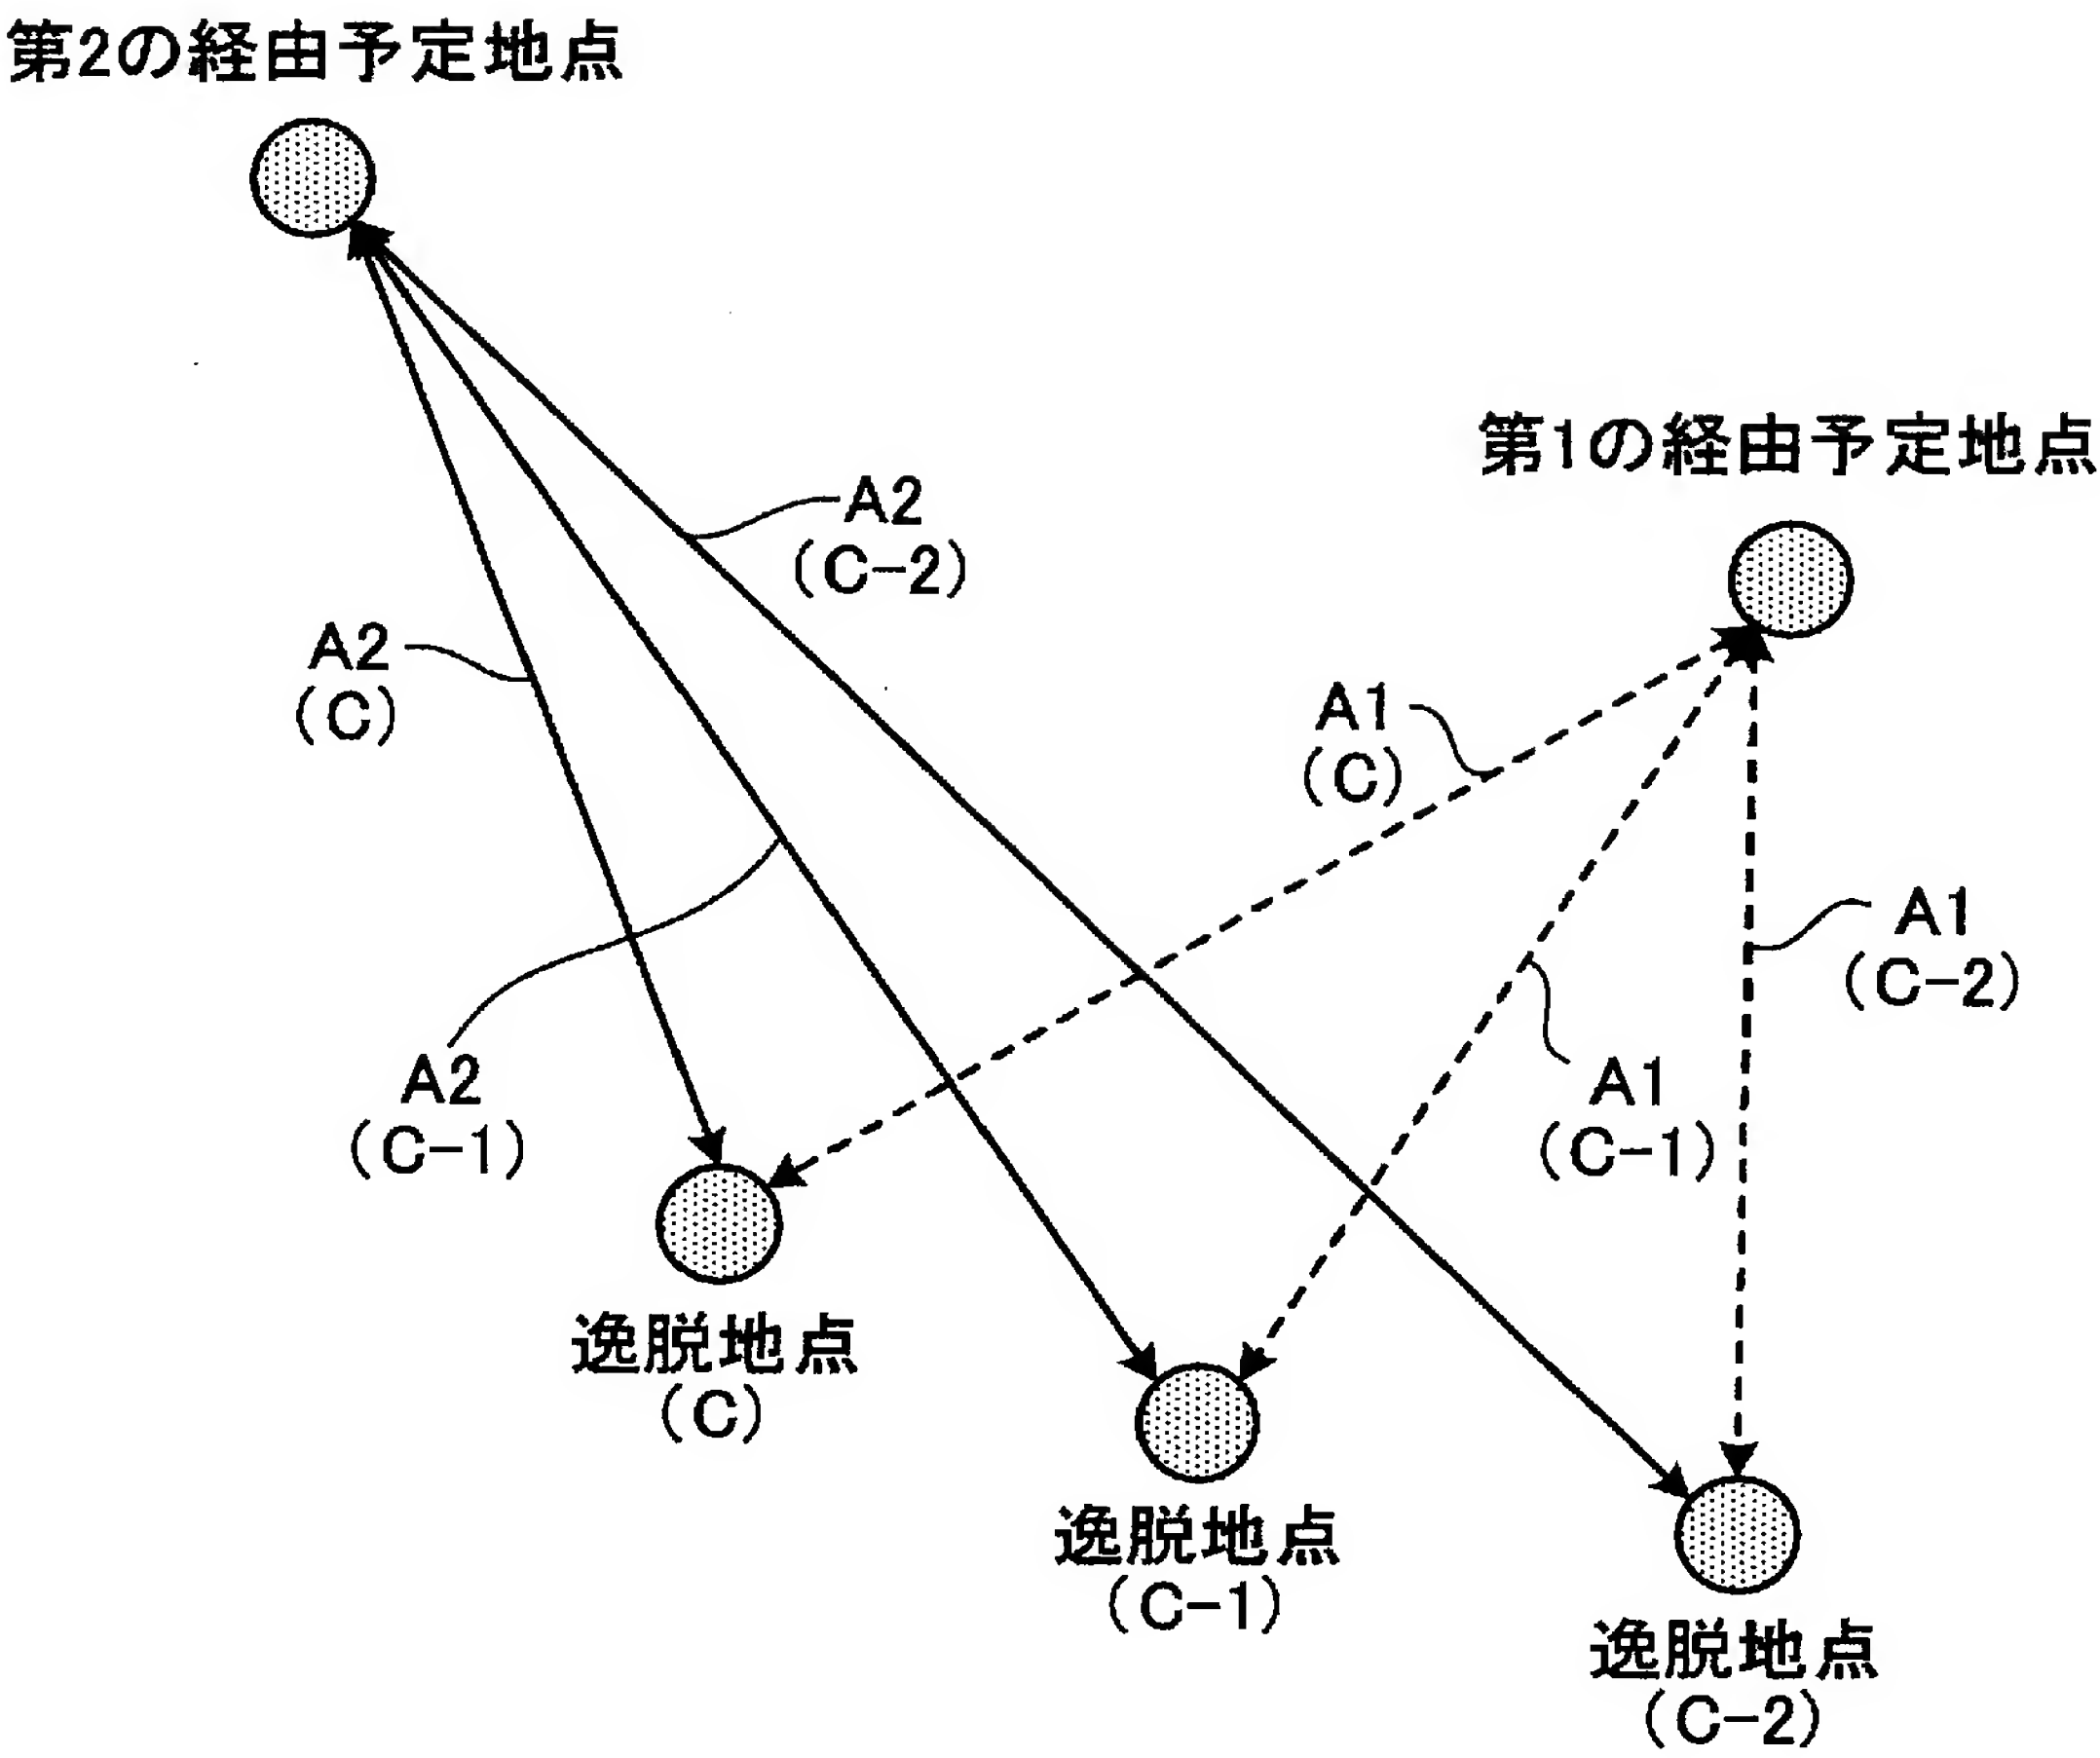 第2の経由予定地点
第1の経由予定地点
A2
(C-2)
A2
(C)
A1
(C)
A1
(C-2)
A2
(C-1)
A1
(C-1)
逸脱地点
(C)
逸脱地点
(C-1)
逸脱地点
(C-2)